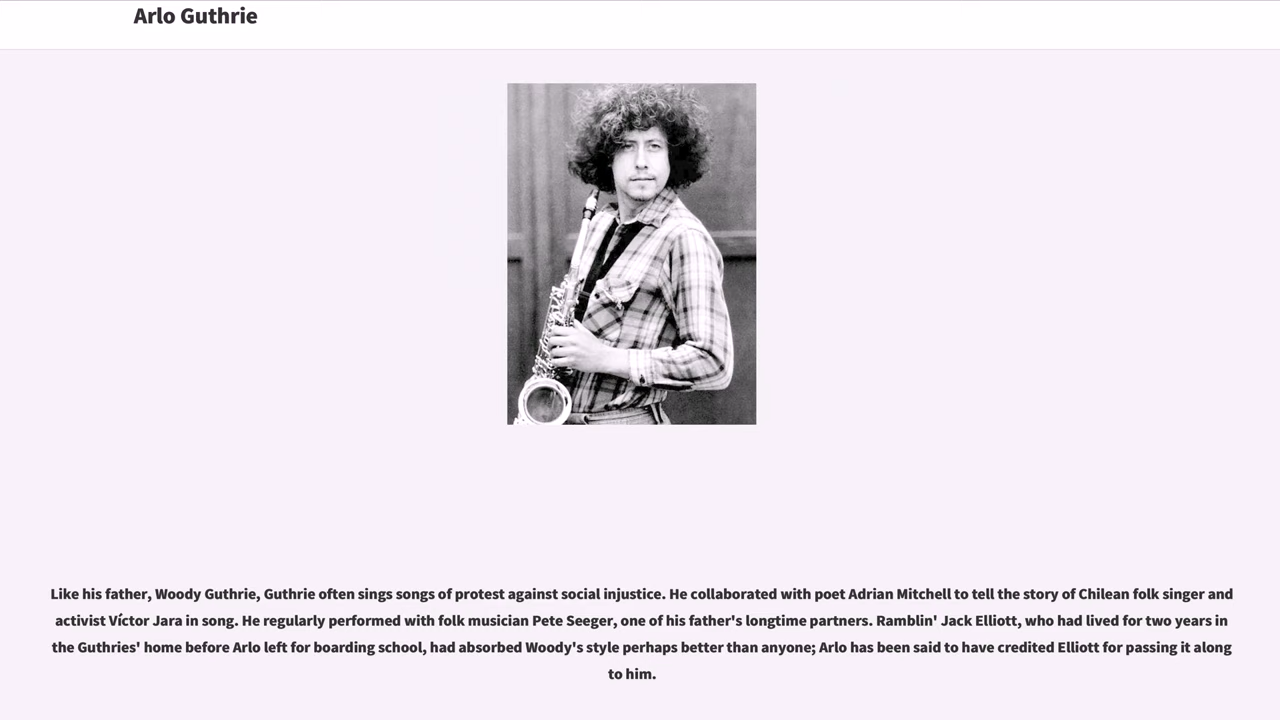 Arlo Guthrie
Like his father, Woody Guthrie, Guthrie often sings songs of protest against social injustice. He collaborated with poet Adrian Mitchell to tell the story of Chilean folk singer and
activist Víctor Jara in song. He regularly performed with folk musician Pete Seeger, one of his father's longtime partners. Ramblin' Jack Elliott, who had lived for two years in
the Guthries' home before Arlo left for boarding school, had absorbed Woody's style perhaps better than anyone; Arlo has been said to have credited Elliott for passing it along
to him.